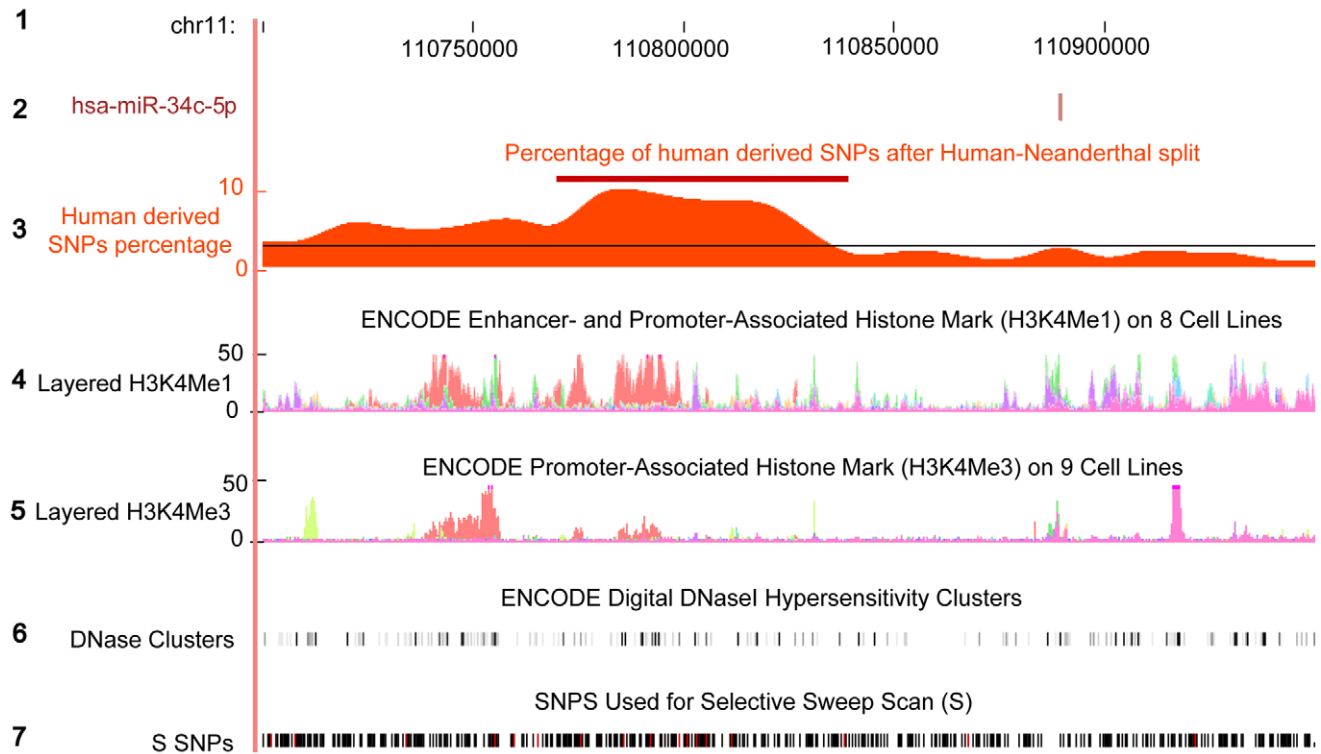 1 chr11:
110750000 110800000 110850000 110900000
2 hsa-miR-34c-5p
Percentage of human derived SNPs after Human-Neanderthal split
10
3 Human derived
SNPs percentage
0
ENCODE Enhancer- and Promoter-Associated Histone Mark (H3K4Me1) on 8 Cell Lines
50
4 Layered H3K4Me1
0
ENCODE Promoter-Associated Histone Mark (H3K4Me3) on 9 Cell Lines
50
5 Layered H3K4Me3
0
ENCODE Digital DNaseI Hypersensitivity Clusters
6 DNase Clusters
SNPS Used for Selective Sweep Scan (S)
7 S SNPs